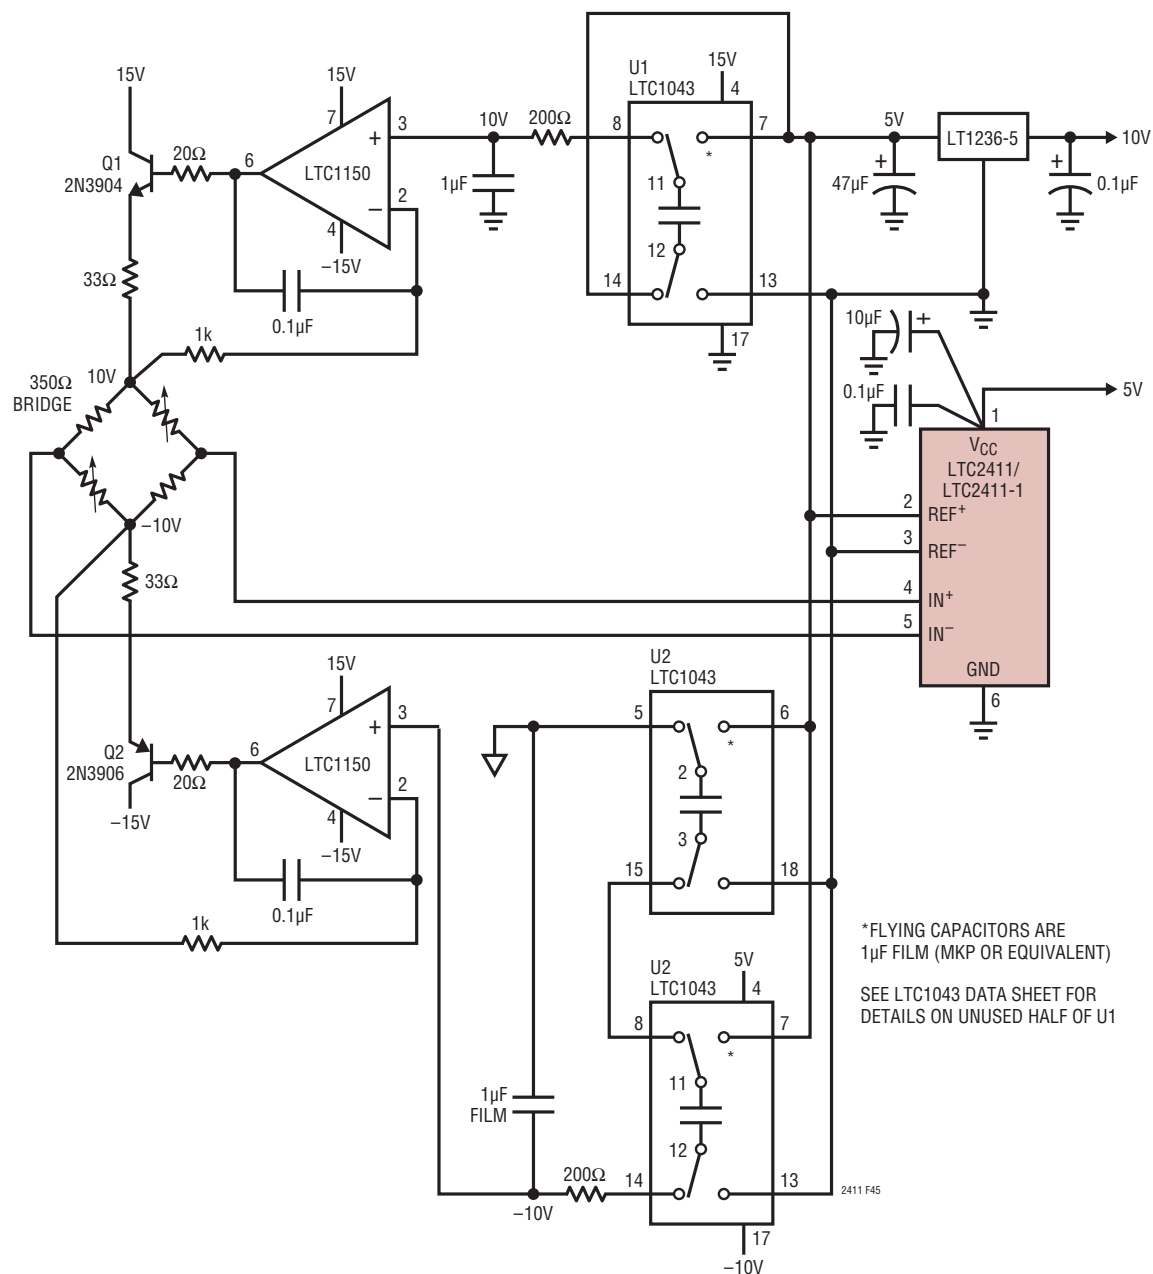 15V
Q1
2N3904
20Ω
15V
7
6
LTC1150
+
3
−
2
4
–15V
0.1µF
33Ω
1k
10V
350Ω
BRIDGE
–10V
33Ω
10V
1µF
200Ω
U1
LTC1043
15V
4
8
7
*
11
12
14
13
17
5V
+
47µF
LT1236-5
10V
+
0.1µF
10µF
+
0.1µF
5V
1
VCC
LTC2411/
LTC2411-1
2
REF+
3
REF–
4
IN+
5
IN–
GND
6
Q2
2N3906
–15V
20Ω
15V
7
6
LTC1150
+
3
−
2
4
–15V
0.1µF
1k
U2
LTC1043
5
6
*
2
3
15
18
U2
LTC1043
5V
4
8
7
*
11
12
14
13
17
–10V
1µF
FILM
200Ω
–10V
2411 F45
*FLYING CAPACITORS ARE
1µF FILM (MKP OR EQUIVALENT)
SEE LTC1043 DATA SHEET FOR
DETAILS ON UNUSED HALF OF U1